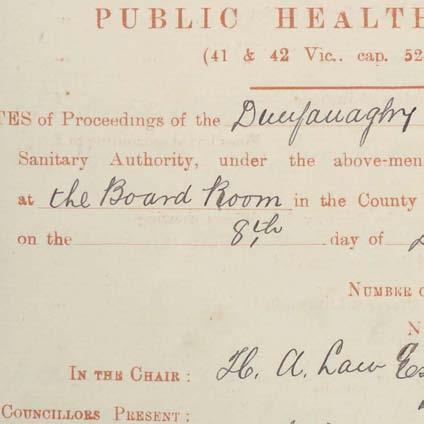 PUBLIC HEALTH
(41 & 42 Vic.. cap. 52
TES of Proceedings of the Dunfanaghy
Sanitary Authority, under the above-men
at the Board Room in the County
on the 8th day of
NUMBER O
N
IN THE CHAIR: H. A. Law Es
COUNCILLORS PRESENT: